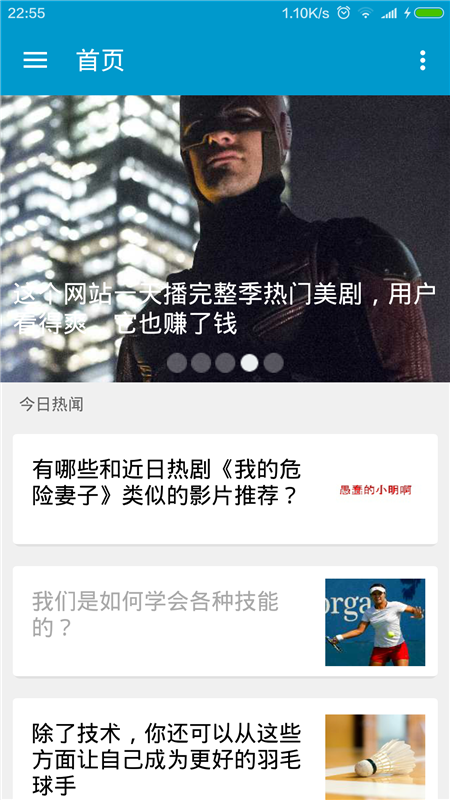 22:55
1.10K/s
首页
这个网站一天播完整季热门美剧，用户
看得爽，它也赚了钱
今日热闻
有哪些和近日热剧《我的危
险妻子》类似的影片推荐？
愚蠢的小明啊
我们是如何学会各种技能
的？
orga
除了技术，你还可以从这些
方面让自己成为更好的羽毛
球手